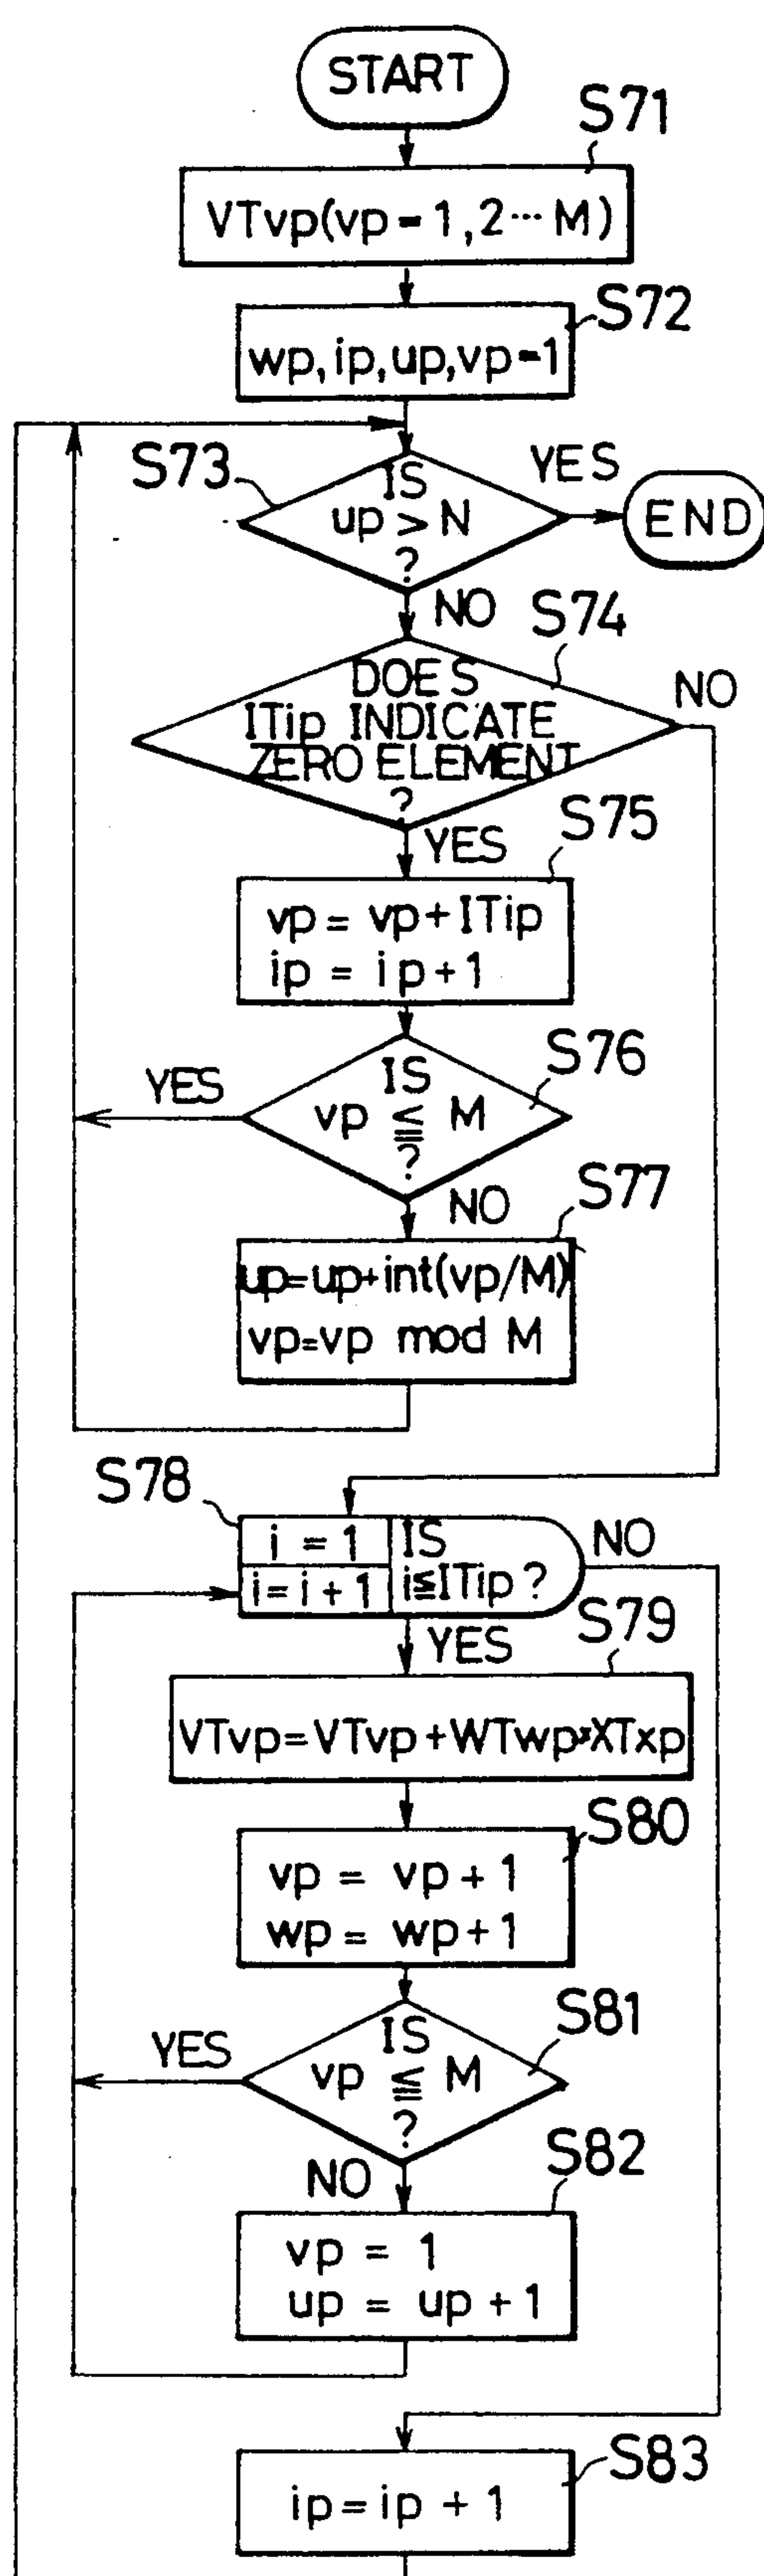 START
S71
VTvp(vp=1,2…M)
S72
wp,ip,up,vp=1
S73
IS
up > N
?
YES
END
NO
S74
DOES
ITip INDICATE
ZERO ELEMENT
?
NO
YES
S75
vp = vp+ITip
ip = ip+1
S76
IS
vp ≦ M
?
YES
NO
S77
up=up+int(vp/M)
vp=vp mod M
S78
i = 1
i=i+1
IS
i≦ITip ?
NO
YES
S79
VTvp=VTvp+WTwp*XTxp
S80
vp = vp+1
wp = wp+1
S81
IS
vp ≦ M
?
YES
NO
S82
vp = 1
up = up+1
S83
ip=ip + 1